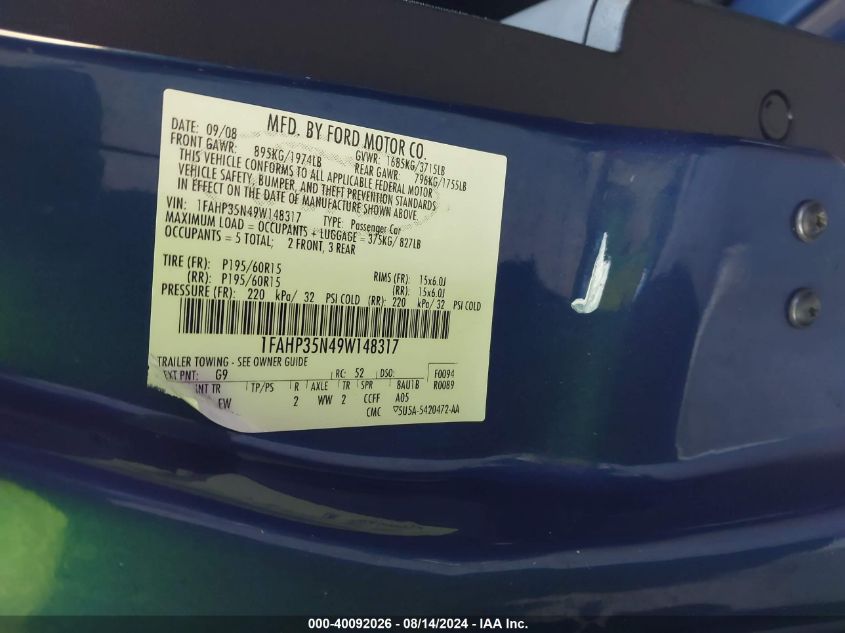 MFD. BY FORD MOTOR CO.
DATE: 09/08 GVWR: 1685KG/3715LB
FRONT GAWR: 895KG/1974LB REAR GAWR: 796KG/1755LB
THIS VEHICLE CONFORMS TO ALL APPLICABLE FEDERAL MOTOR
VEHICLE SAFETY, BUMPER, AND THEFT PREVENTION STANDARDS
IN EFFECT ON THE DATE OF MANUFACTURE SHOWN ABOVE.
VIN: 1FAHP35N49W148317 TYPE: Passenger Car
MAXIMUM LOAD = OCCUPANTS + LUGGAGE = 375KG/ 827LB
OCCUPANTS = 5 TOTAL; 2 FRONT, 3 REAR
TIRE (FR): P195/60R15 RIMS (FR): 15x6.0J
(RR): P195/60R15 (RR): 15x6.0J
PRESSURE (FR): 220 kPa/ 32 PSI COLD (RR): 220 kPa/ 32 PSI COLD
1FAHP35N49W148317
TRAILER TOWING - SEE OWNER GUIDE
EXT PNT: G9 RC: 52 DSO: F0094
INT TR TP/PS R AXLE TR SPR 8AU1B R0089
EW 2 WW 2 CCFF A05
CMC ▽5U5A-5420472-AA
000-40092026 - 08/14/2024 - IAA Inc.